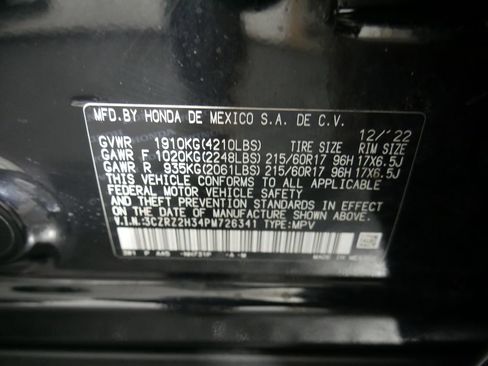 MFD.BY HONDA DE MEXICO S.A. DE C.V.
12/'22
GVWR 1910KG(4210LBS) TIRE SIZE RIM SIZE
GAWR F 1020KG(2248LBS) 215/60R17 96H 17X6.5J
GAWR R 935KG(2061LBS) 215/60R17 96H 17X6.5J
THIS VEHICLE CONFORMS TO ALL APPLICABLE
FEDERAL MOTOR VEHICLE SAFETY
AND THEFT PREVENTION STANDARDS IN EFFECT
ON THE DATE OF MANUFACTURE SHOWN ABOVE.
V.I.N.:3CZRZ2H34PM726341 TYPE:MPV
MADE IN MEXICO